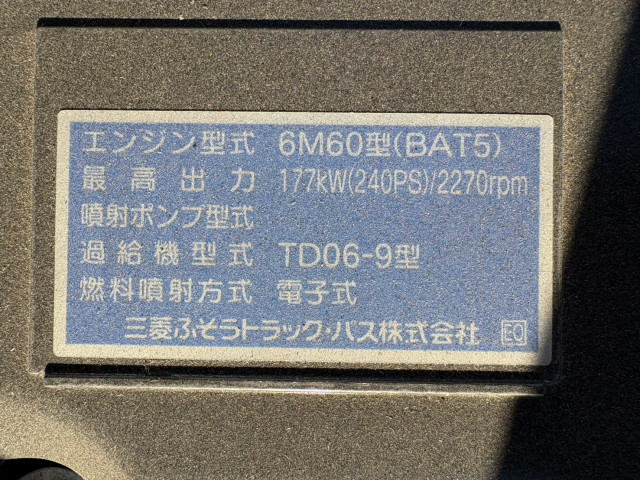 エンジン型式 6M60型(BAT5)
最高出力 177kW(240PS)/2270rpm
噴射ポンプ型式
過給機型式 TD06-9型
燃料噴射方式 電子式
三菱ふそうトラック・バス株式会社 EO